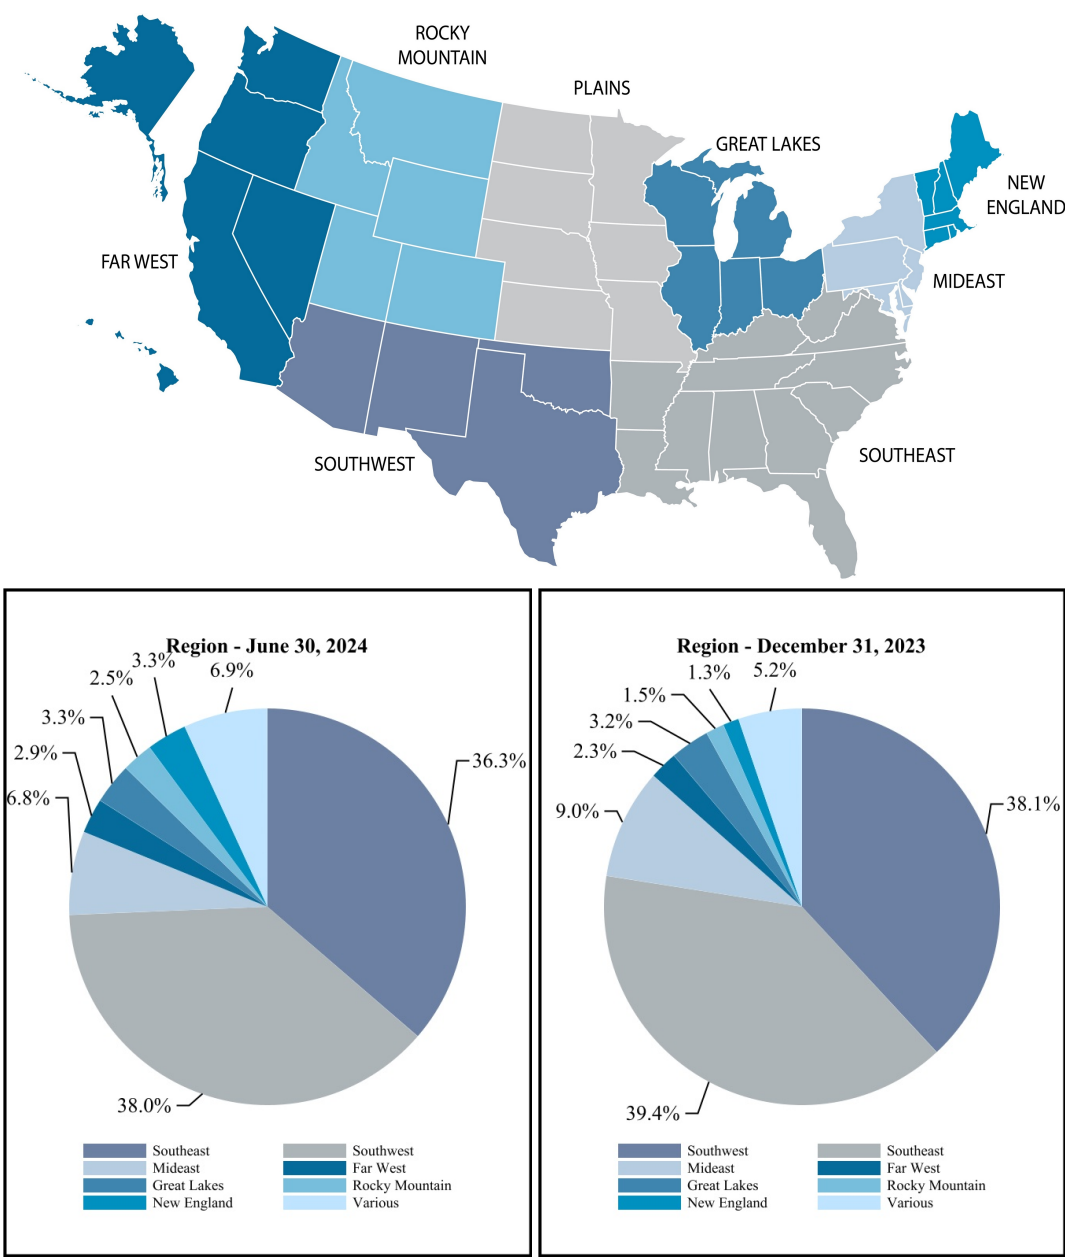 ROCKY
MOUNTAIN
PLAINS
GREAT LAKES
NEW
ENGLAND
FAR WEST
MIDEAST
SOUTHWEST
SOUTHEAST
Region - June 30, 2024
3.3%
6.9%
2.5%
3.3%
2.9%
36.3%
6.8%
38.0%
Southeast
Southwest
Mideast
Far West
Great Lakes
Rocky Mountain
New England
Various
Region - December 31, 2023
1.3%
5.2%
1.5%
3.2%
2.3%
9.0%
38.1%
39.4%
Southwest
Southeast
Mideast
Far West
Great Lakes
Rocky Mountain
New England
Various